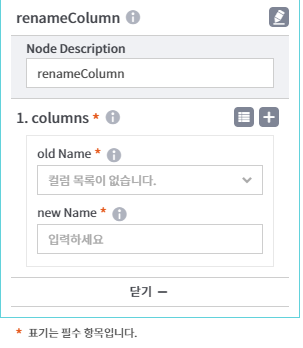 renameColumn
Node Description
renameColumn
1. columns *
old Name *
컬럼 목록이 없습니다.
new Name *
입력하세요
닫기 –
* 표기는 필수 항목입니다.